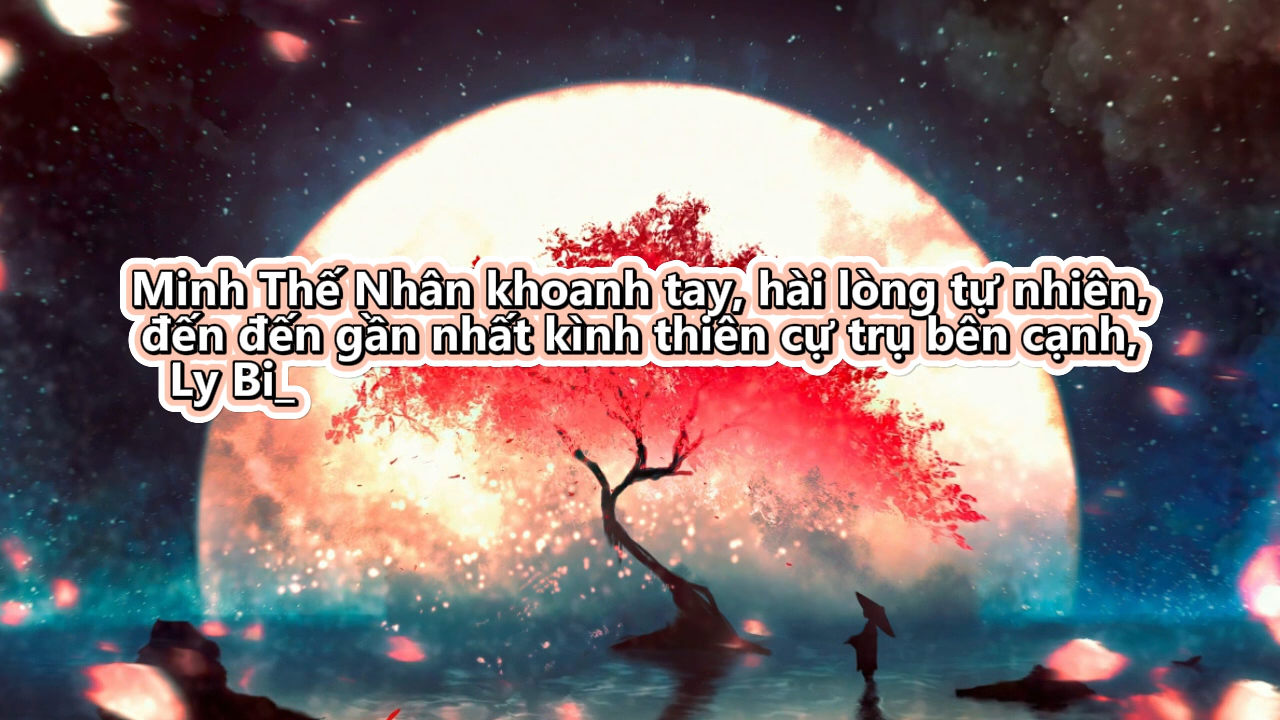 Minh Thế Nhân khoanh tay, hài lòng tự nhiên,
đến đến gần nhất kình thiên cự trụ bên cạnh,
Ly Bi_